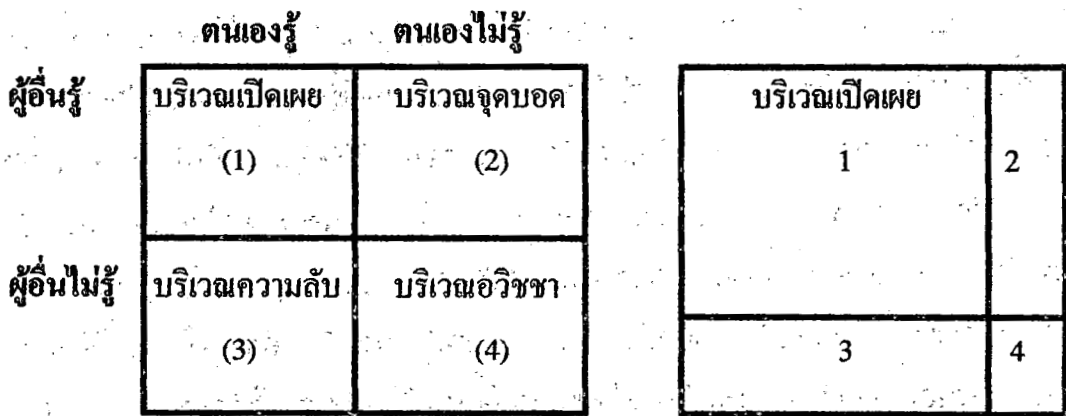 ตนเองรู้ ตนเองไม่รู้
ผู้อื่นรู้ บริเวณเปิดเผย บริเวณจุดบอด บริเวณเปิดเผย
(1) (2) 1 2
ผู้อื่นไม่รู้ บริเวณความลับ บริเวณอวิชชา
(3) (4) 3 4